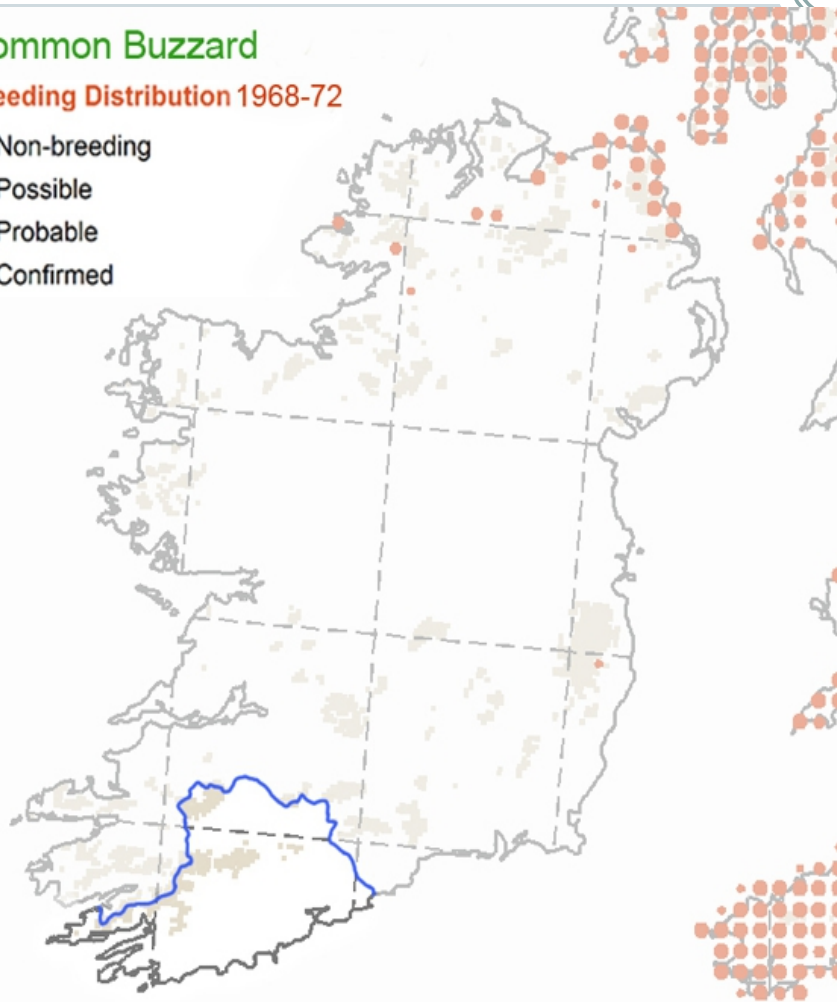 ommon Buzzard
eeding Distribution 1968-72
Non-breeding
Possible
Probable
Confirmed